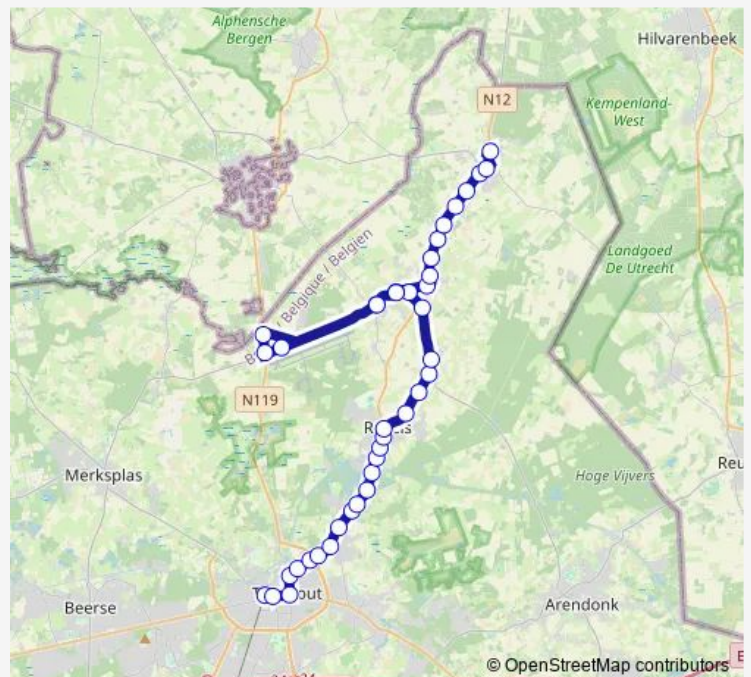 Alphensche
Bergen
Hilvarenbeek
N12
Kempenland-
West
Landgoed
De Utrecht
/ Belgique / Belgien
N119
Merksplas
Hoge Vijvers
Beerse
Arendonk
E
© OpenStreetMap contributors